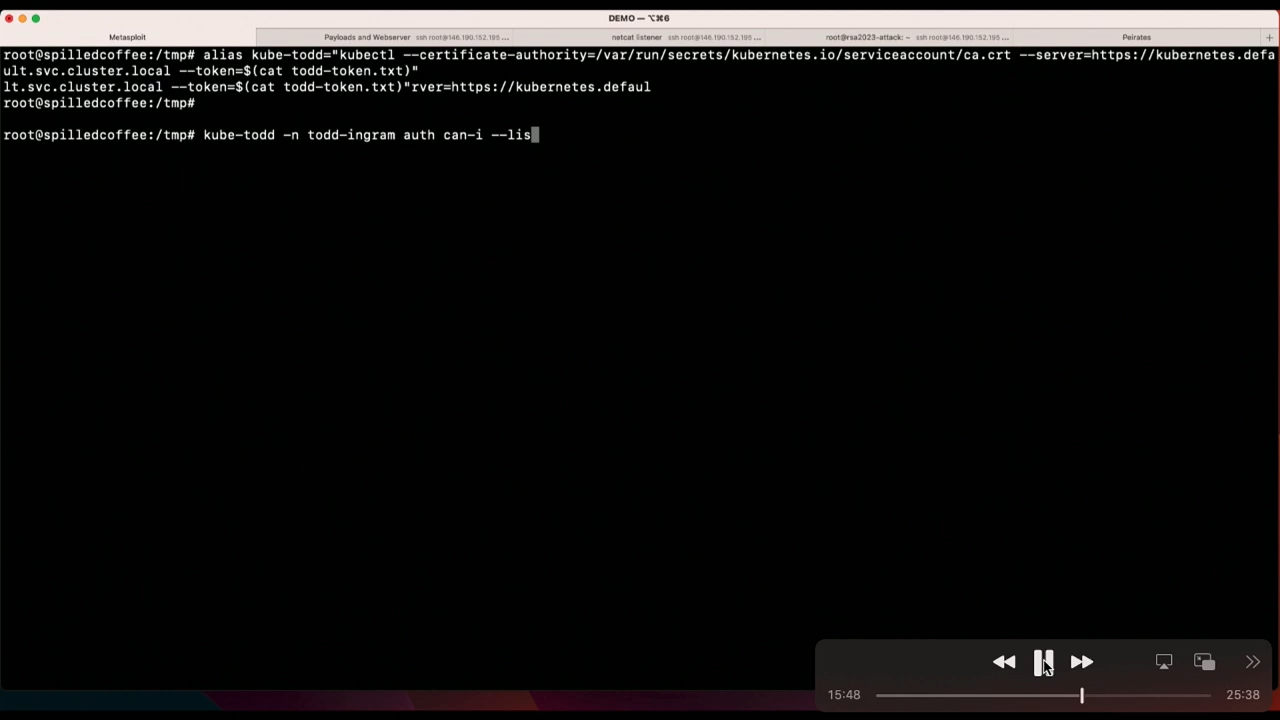 DEMO — ⌥⌘6
Metasploit
Payloads and Webserver ssh root@146.190.152.195 ...
netcat listener ssh root@146.190.152.195 ...
root@rsa2023-attack: ~ ssh root@146.190.152.195 ...
Peirates
root@spilledcoffee:/tmp# alias kube-todd="kubectl --certificate-authority=/var/run/secrets/kubernetes.io/serviceaccount/ca.crt --server=https://kubernetes.defa
ult.svc.cluster.local --token=$(cat todd-token.txt)"
lt.svc.cluster.local --token=$(cat todd-token.txt)"rver=https://kubernetes.defaul
root@spilledcoffee:/tmp#
root@spilledcoffee:/tmp# kube-todd -n todd-ingram auth can-i --lis
15:48
25:38